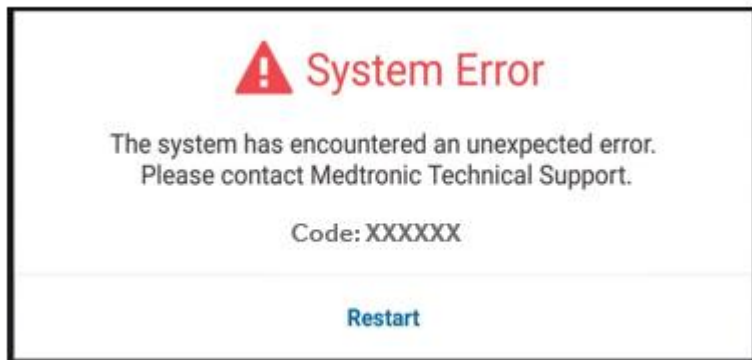 System Error
The system has encountered an unexpected error.
Please contact Medtronic Technical Support.
Code: XXXXXX
Restart